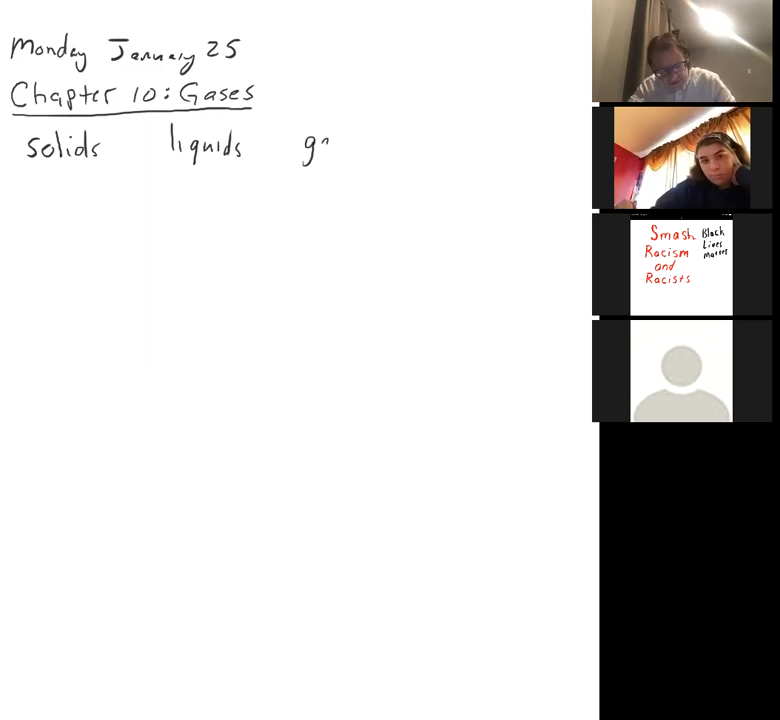 Monday January 25
Chapter 10: Gases
solids liquids
Smash
Racism
and
Racists
Black
Lives
Matter